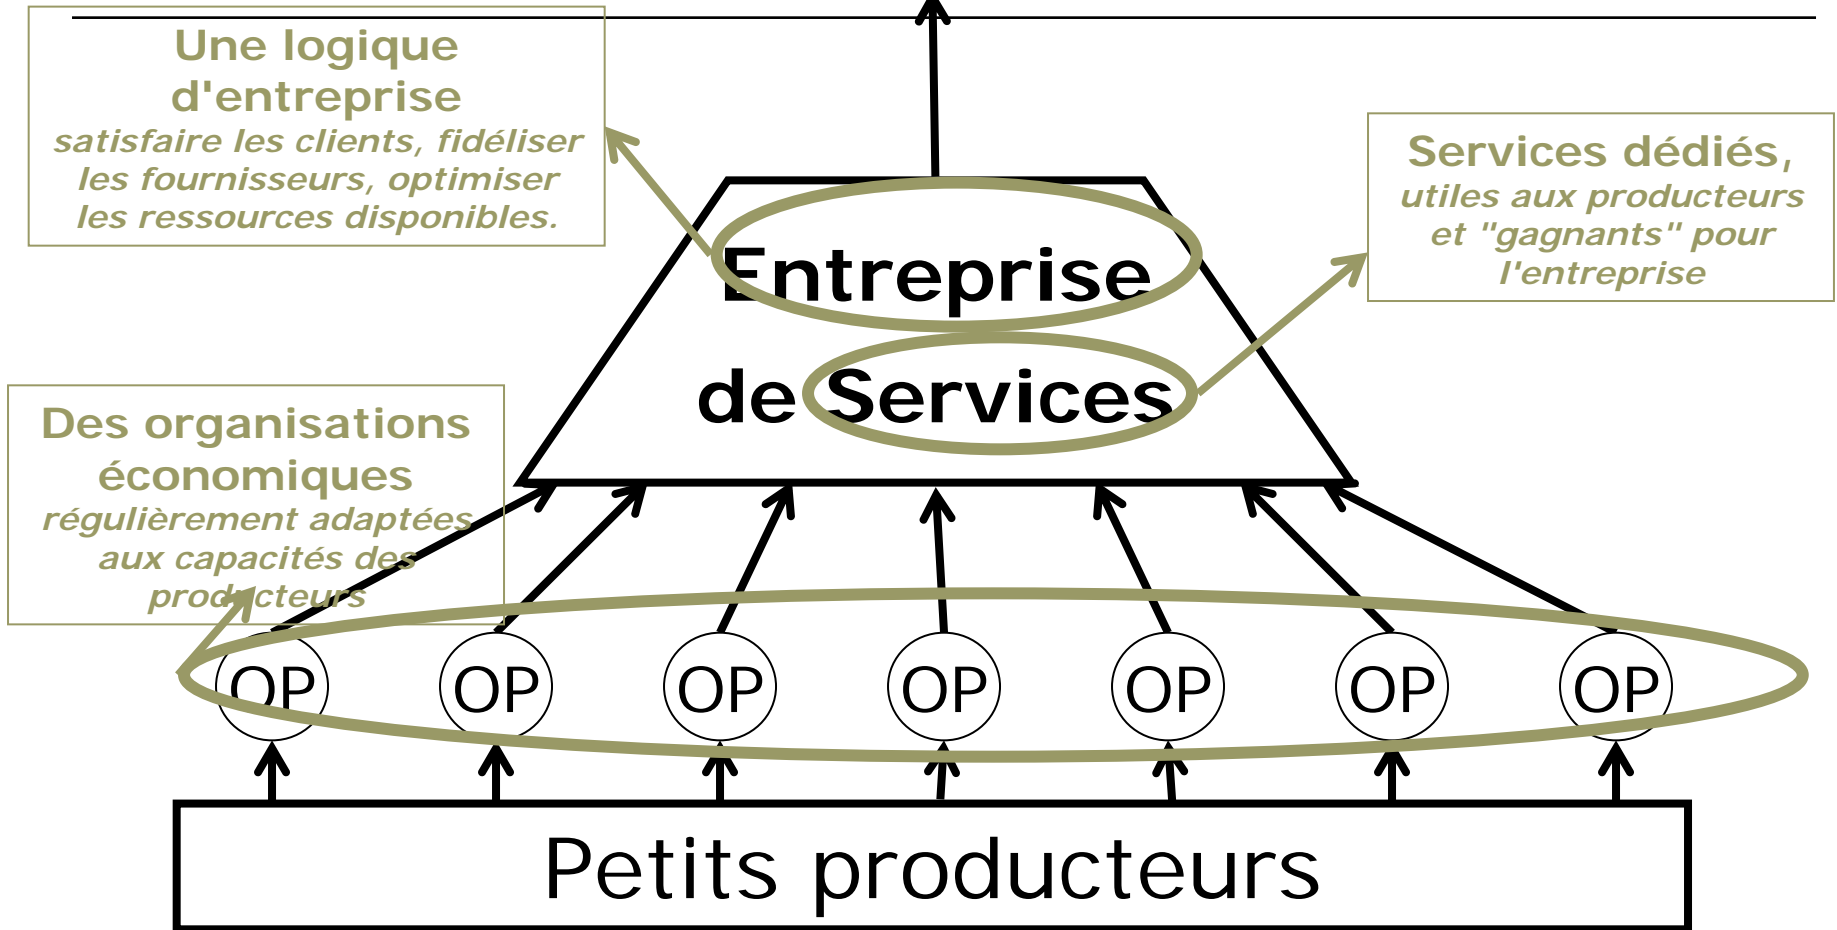 Une logique
d'entreprise
satisfaire les clients, fidéliser
les fournisseurs, optimiser
les ressources disponibles.
Services dédiés,
utiles aux producteurs
et "gagnants" pour
l'entreprise
Entreprise
de Services
Des organisations
économiques
régulièrement adaptées
aux capacités des
producteurs
OP OP OP OP OP OP OP
Petits producteurs